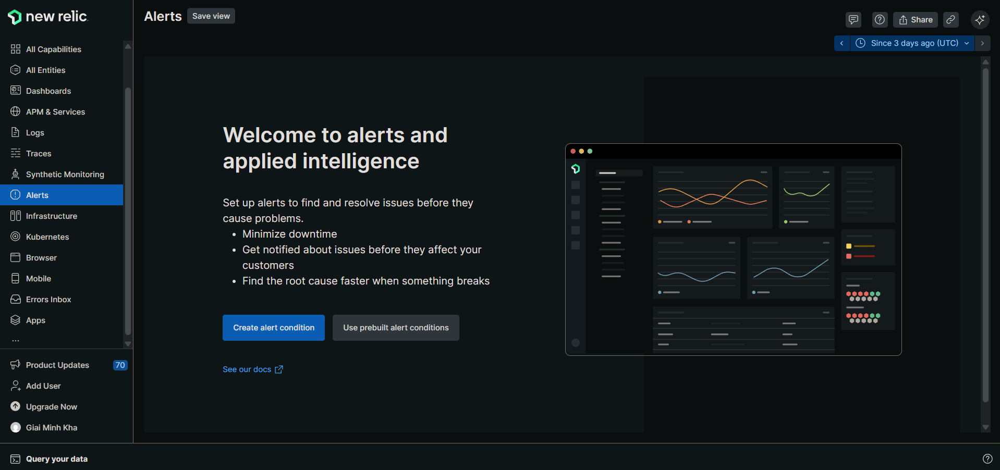 new relic
All Capabilities
All Entities
Dashboards
APM & Services
Logs
Traces
Synthetic Monitoring
Alerts
Infrastructure
Kubernetes
Browser
Mobile
Errors Inbox
Apps
...
Product Updates 70
Add User
Upgrade Now
Giai Minh Kha
Query your data
Alerts Save view
Share
Since 3 days ago (UTC)
Welcome to alerts and
applied intelligence
Set up alerts to find and resolve issues before they
cause problems.
• Minimize downtime
• Get notified about issues before they affect your
customers
• Find the root cause faster when something breaks
Create alert condition Use prebuilt alert conditions
See our docs